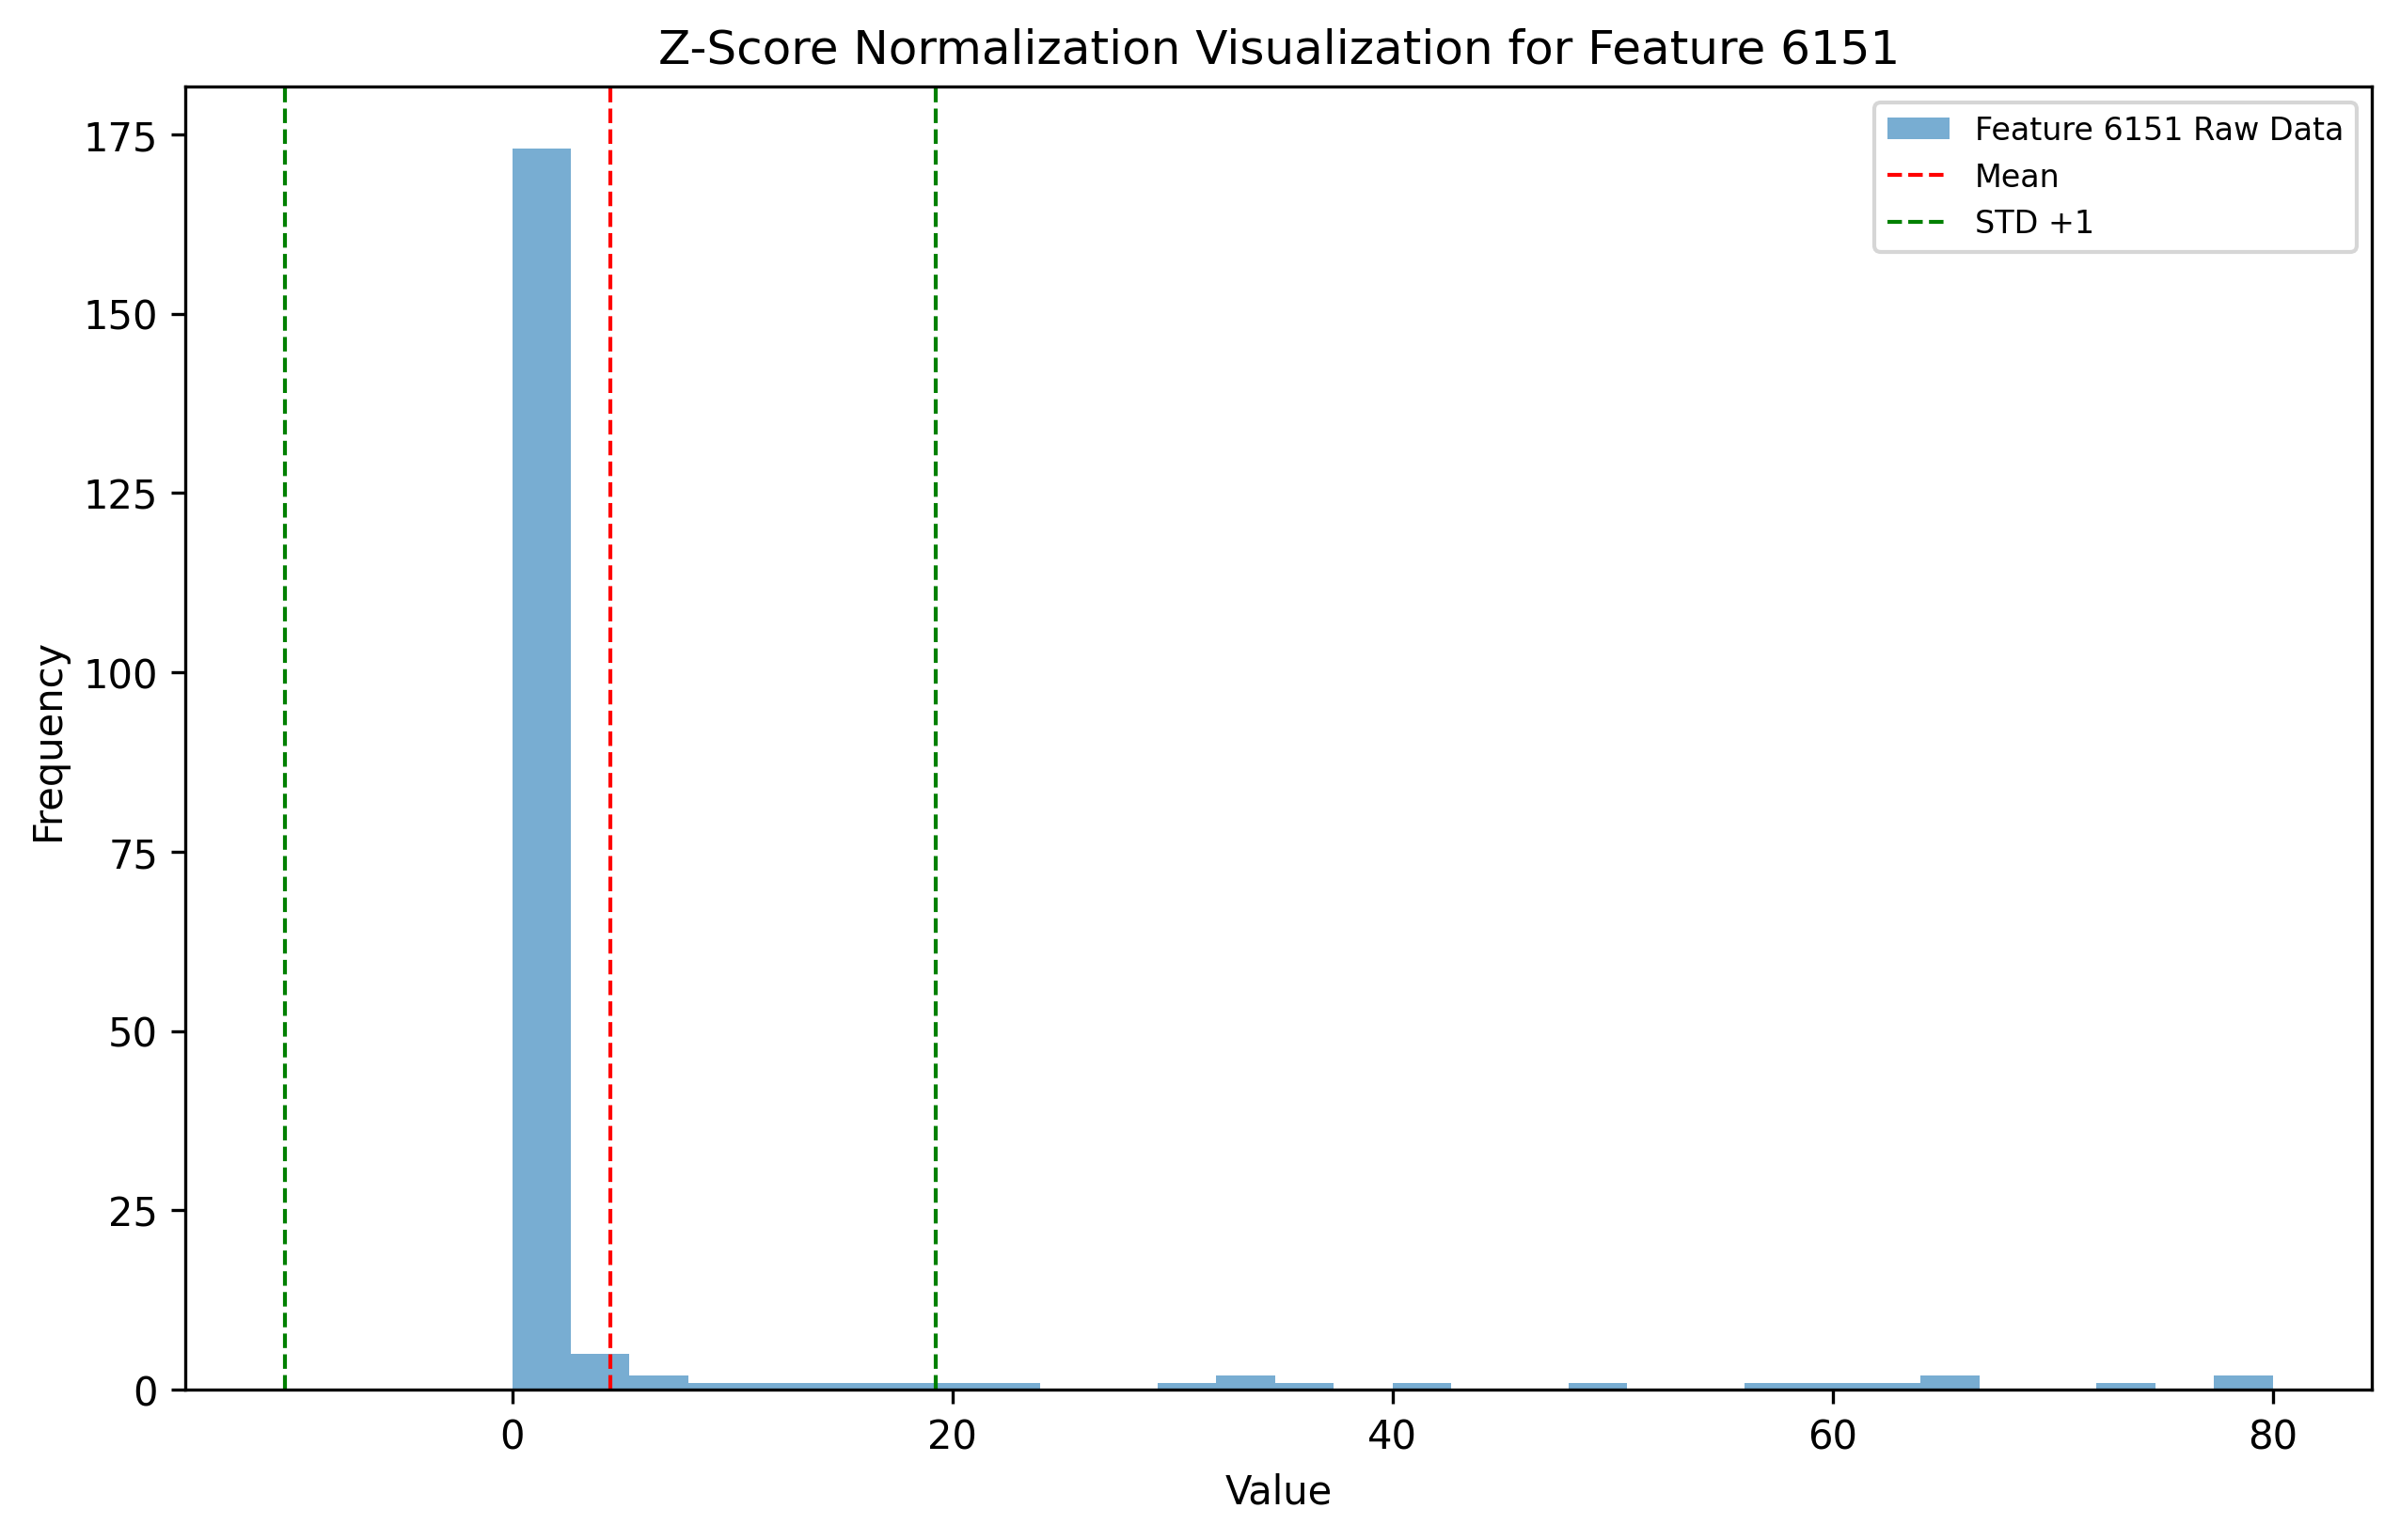 Z-Score Normalization Visualization for Feature 6151
Feature 6151 Raw Data
Mean
STD +1
175
150
125
100
75
50
25
0
Frequency
0 20 40 60 80
Value